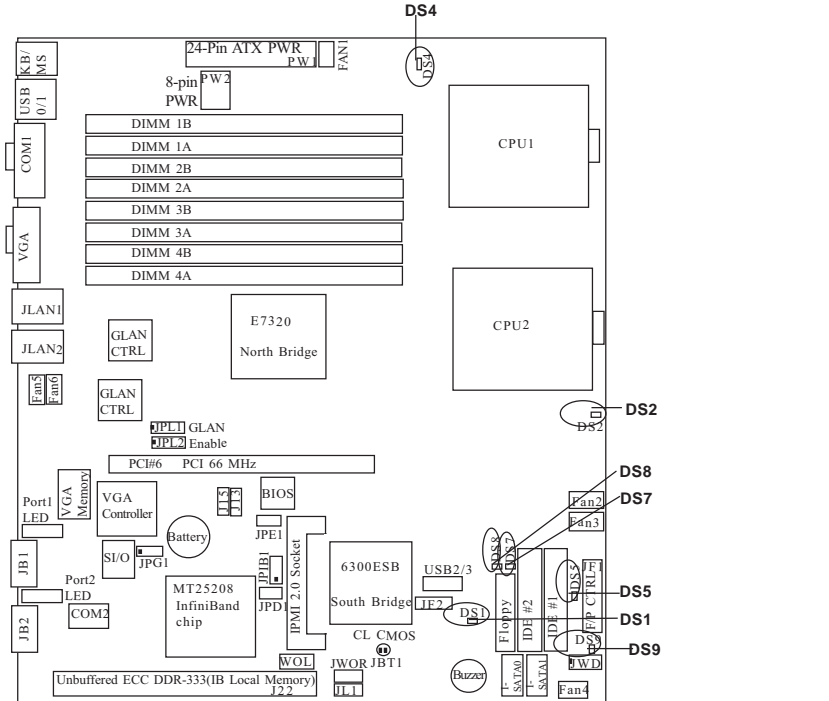 DS4
24-Pin ATX PWR
PW1
FAN1
DS4
KB/
MS
8-pin
PWR
PW2
USB
0/1
DIMM 1B
DIMM 1A
DIMM 2B
DIMM 2A
DIMM 3B
DIMM 3A
DIMM 4B
DIMM 4A
CPU1
COM1
VGA
JLAN1
JLAN2
GLAN
CTRL
E7320
North Bridge
CPU2
Fan5
Fan6
GLAN
CTRL
DS2
DS2
JPL1 GLAN
JPL2 Enable
PCI#6 PCI 66 MHz
DS8
DS7
VGA
Memory
VGA
Controller
J15
J13
BIOS
Fan2
Fan3
Port1
LED
Battery
JPE1
DS8
DS7
JB1
SI/O
JPG1
JPIB1
IPMI 2.0 Socket
6300ESB
South Bridge
USB2/3
DS5
JF1
F/P CTRL
DS5
Port2
LED
MT25208
InfiniBand
chip
JPD1
JF2
DS1
Floppy
IDE #2
IDE #1
DS1
COM2
JB2
CL CMOS
JBT1
DS9
DS9
WOL
JWOR
JWD
Unbuffered ECC DDR-333(IB Local Memory)
J22
JL1
Buzzer
I-
SATA0
I-
SATA1
Fan4